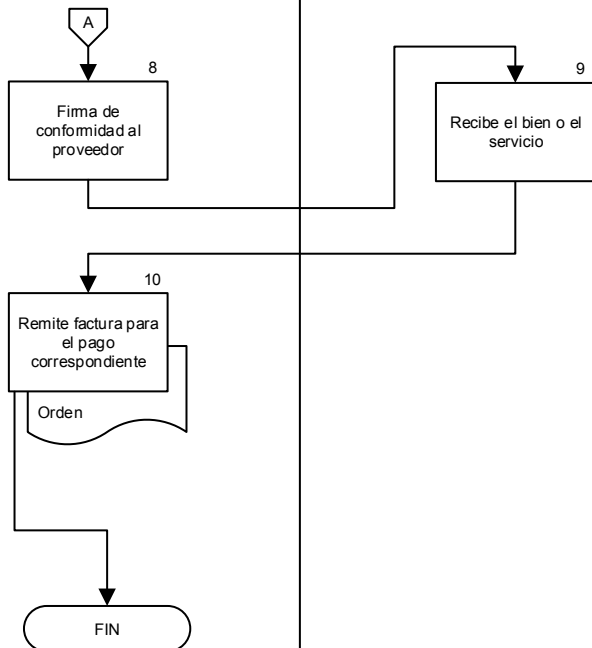 A
8
Firma de
conformidad al
proveedor
9
Recibe el bien o el
servicio
10
Remite factura para
el pago
correspondiente
Orden
FIN